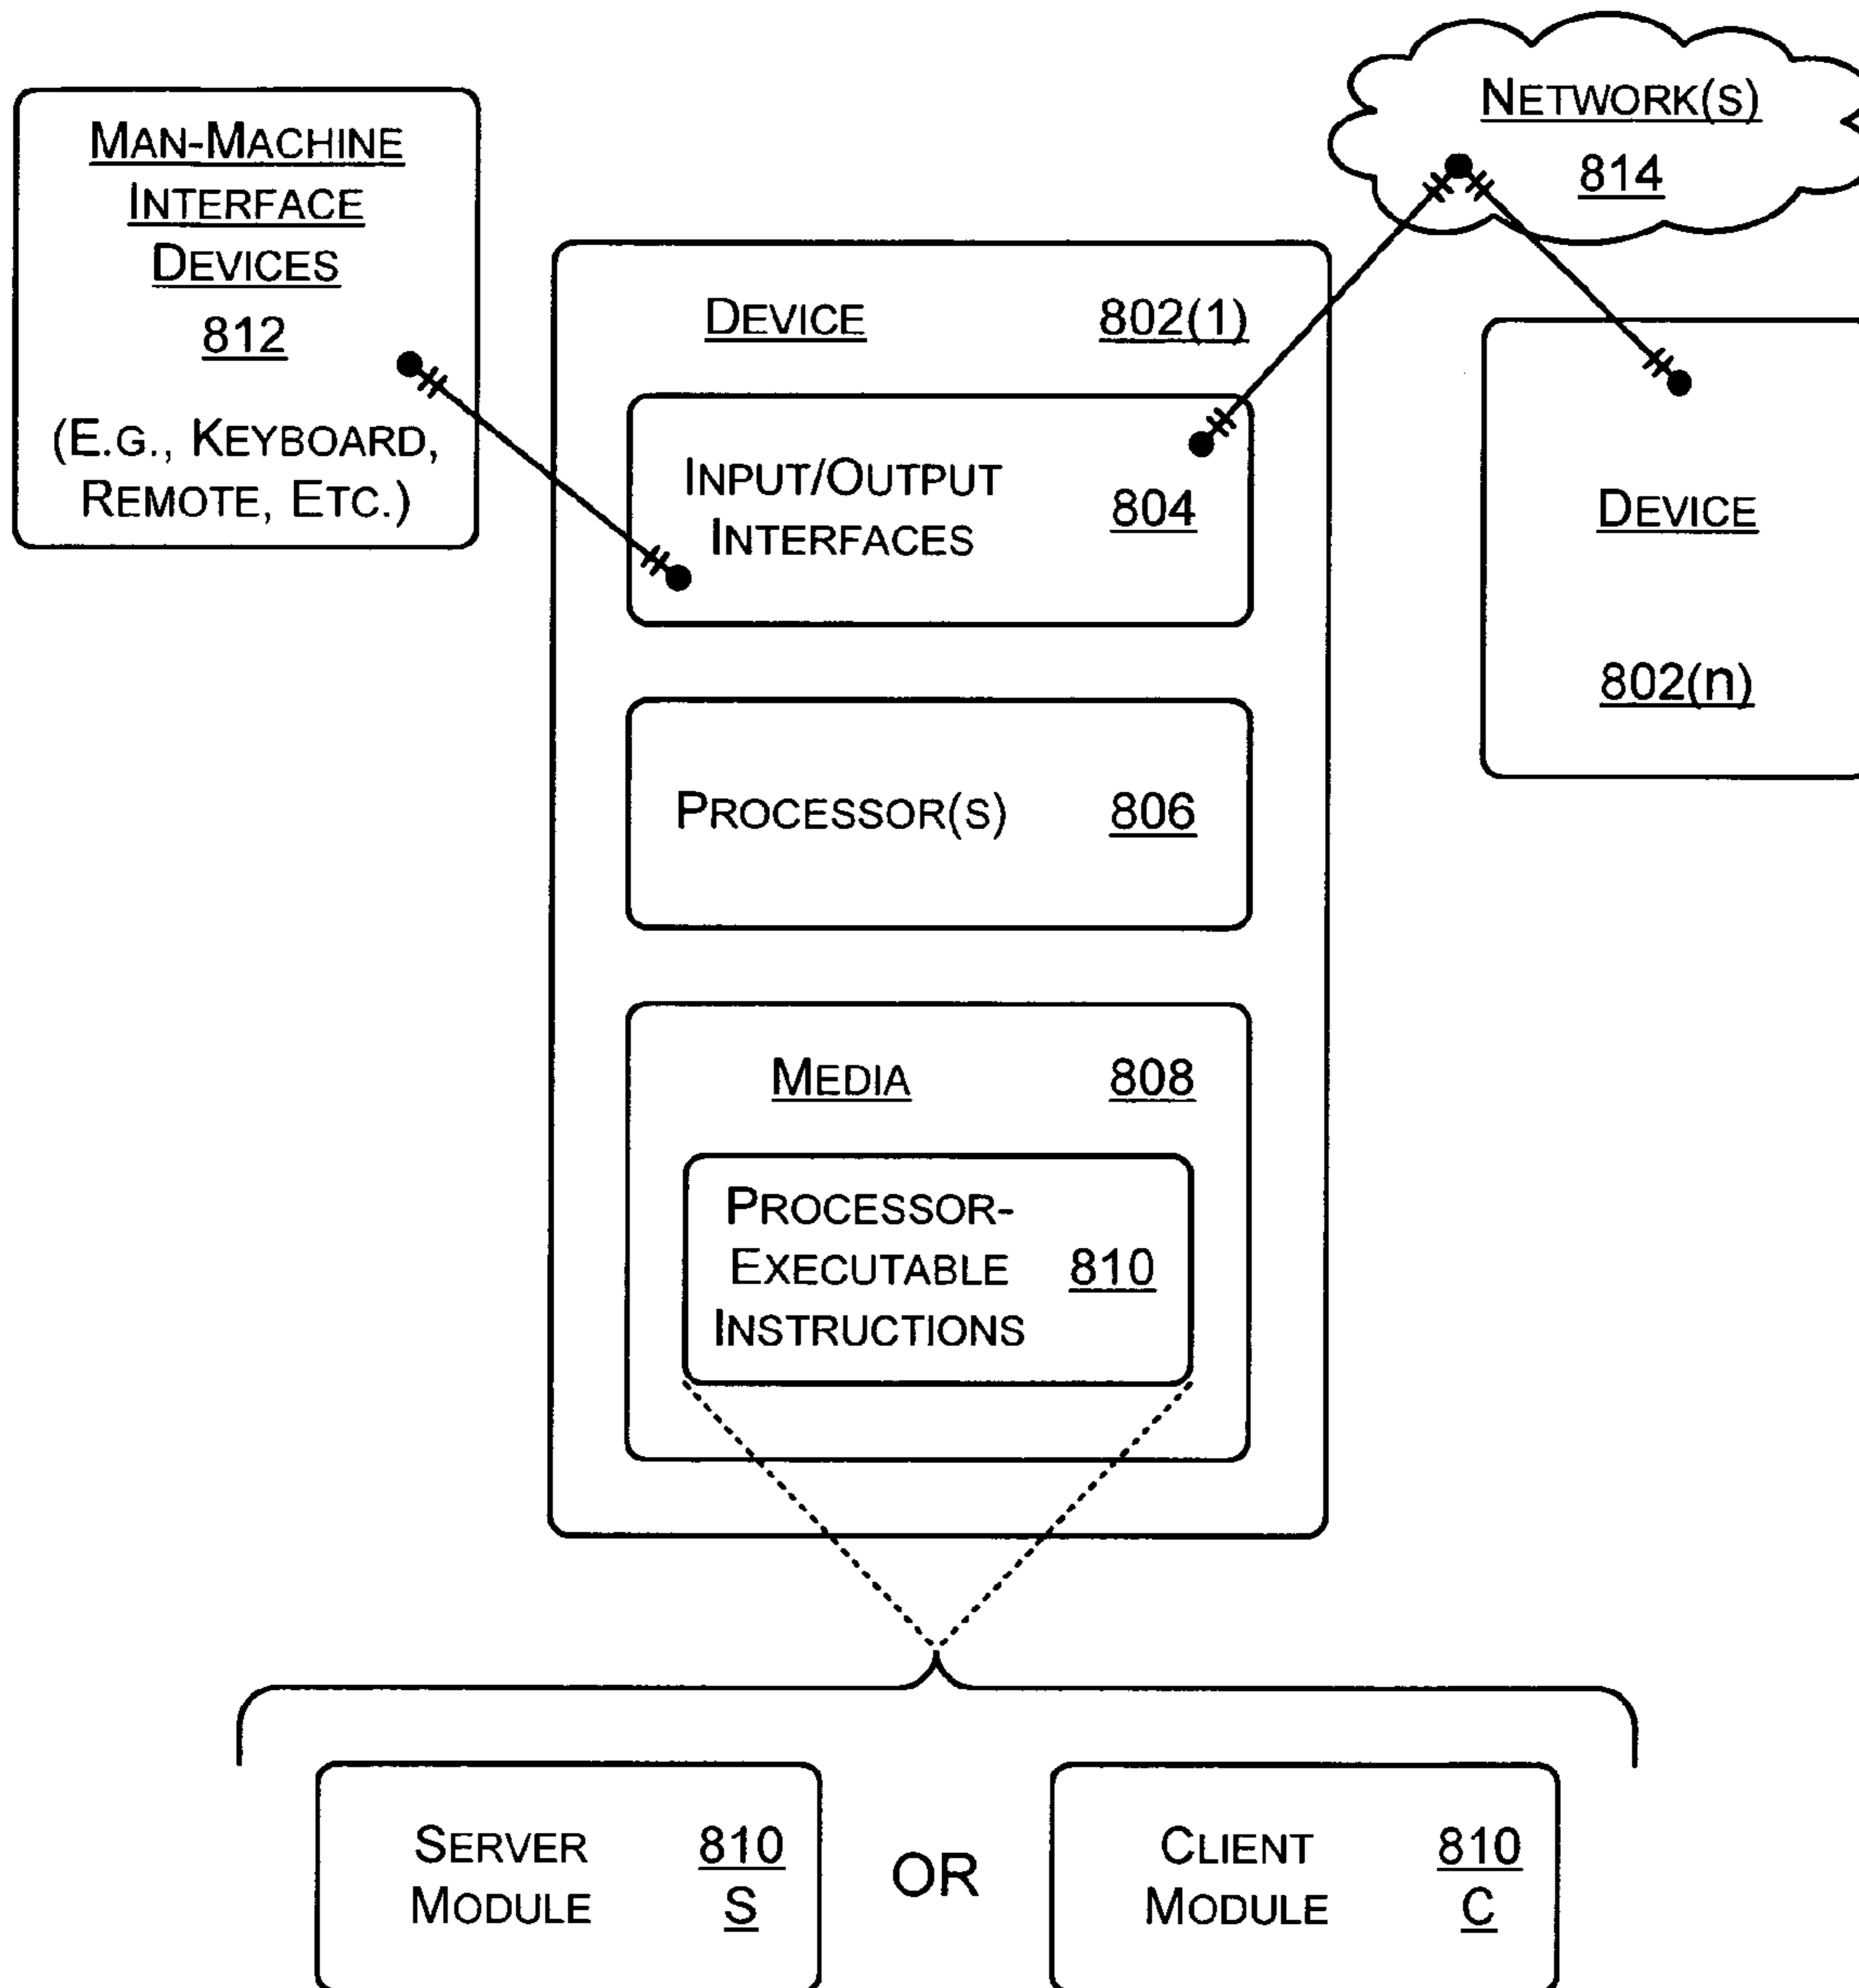 NETWORK(S)
814
MAN-MACHINE
INTERFACE
DEVICES
812
(E.G., KEYBOARD,
REMOTE, ETC.)
DEVICE 802(1)
INPUT/OUTPUT
INTERFACES
804
DEVICE
802(n)
PROCESSOR(S) 806
MEDIA 808
PROCESSOR-
EXECUTABLE
INSTRUCTIONS
810
SERVER
MODULE
810
S
OR
CLIENT
MODULE
810
C